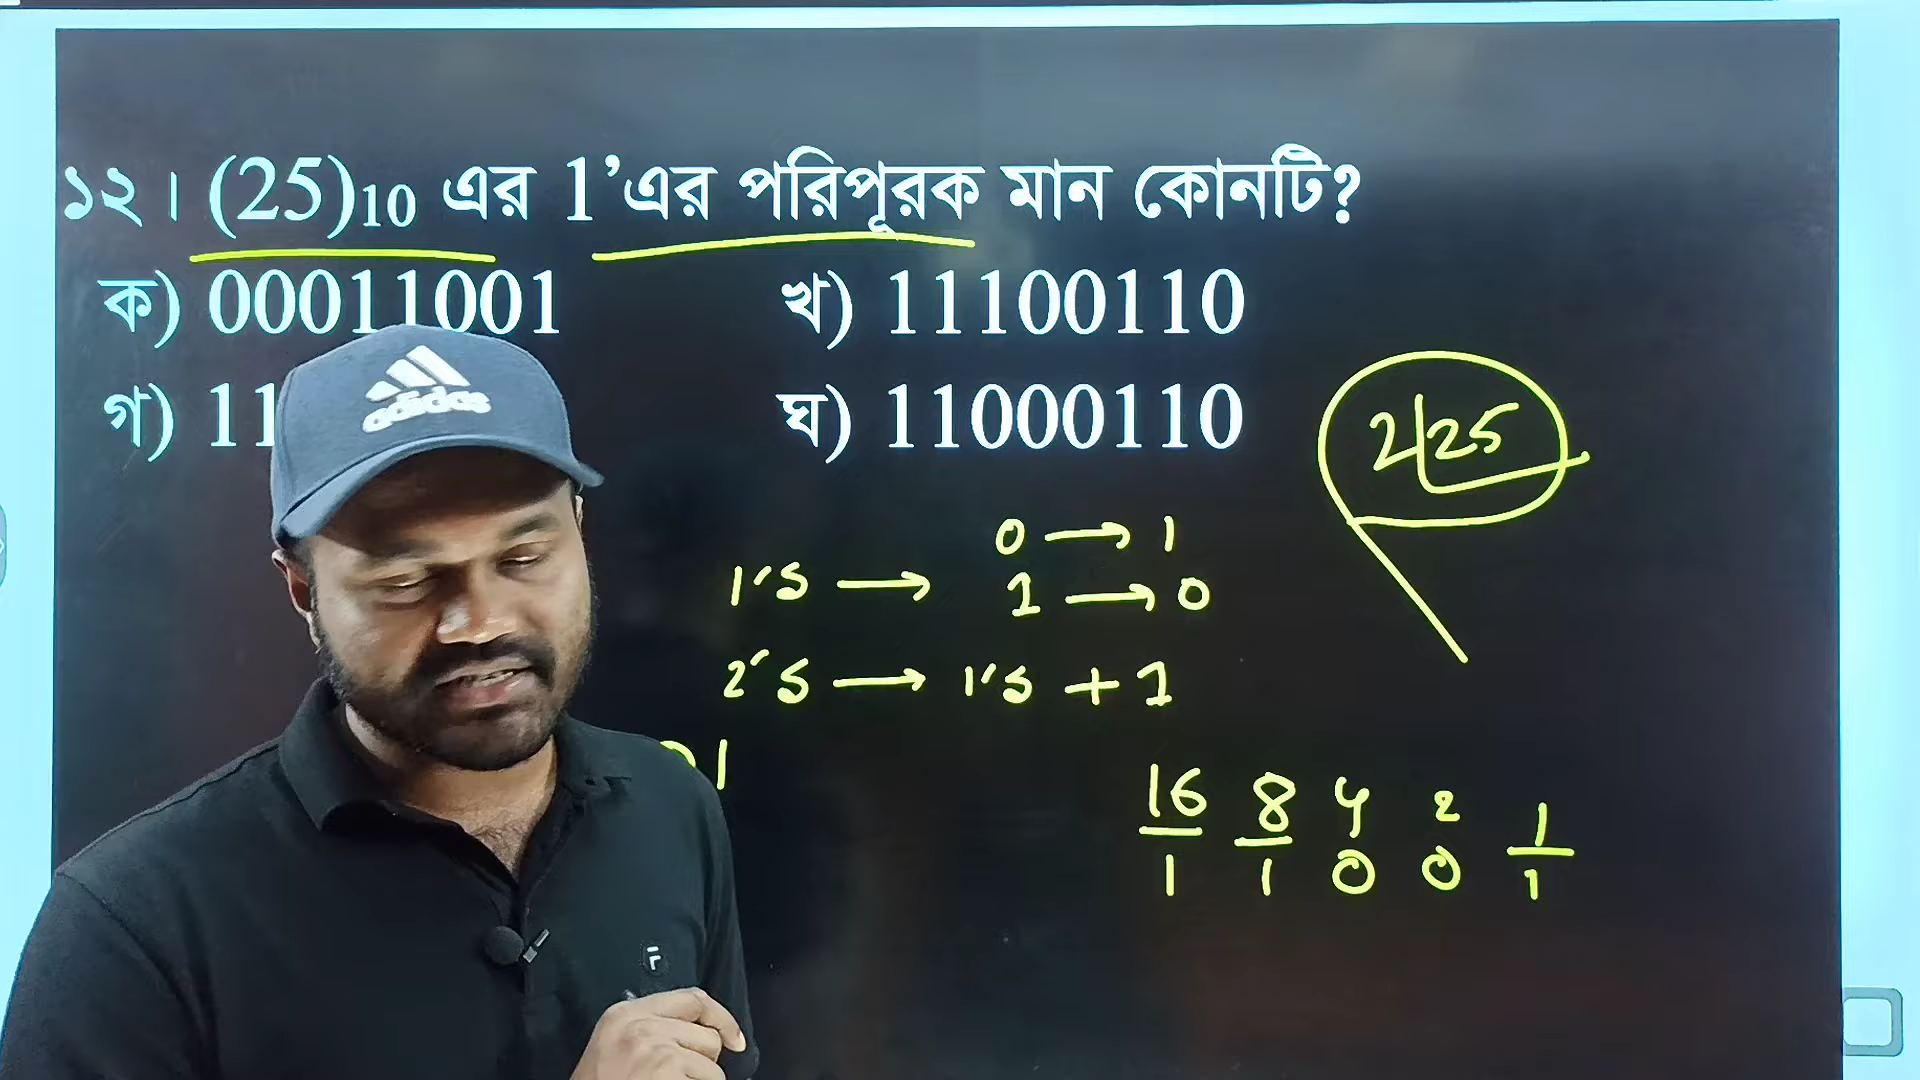 ১২। (25)10 এর 1’এর পরিপূরক মান কোনটি?
ক) 00011001
খ) 11100110
গ) 11
ঘ) 11000110
2 25
adidas
0 → 1
1's → 1 → 0
2's → 1's + 1
1
16 8 4 2 1
1 1 0 0 1
F